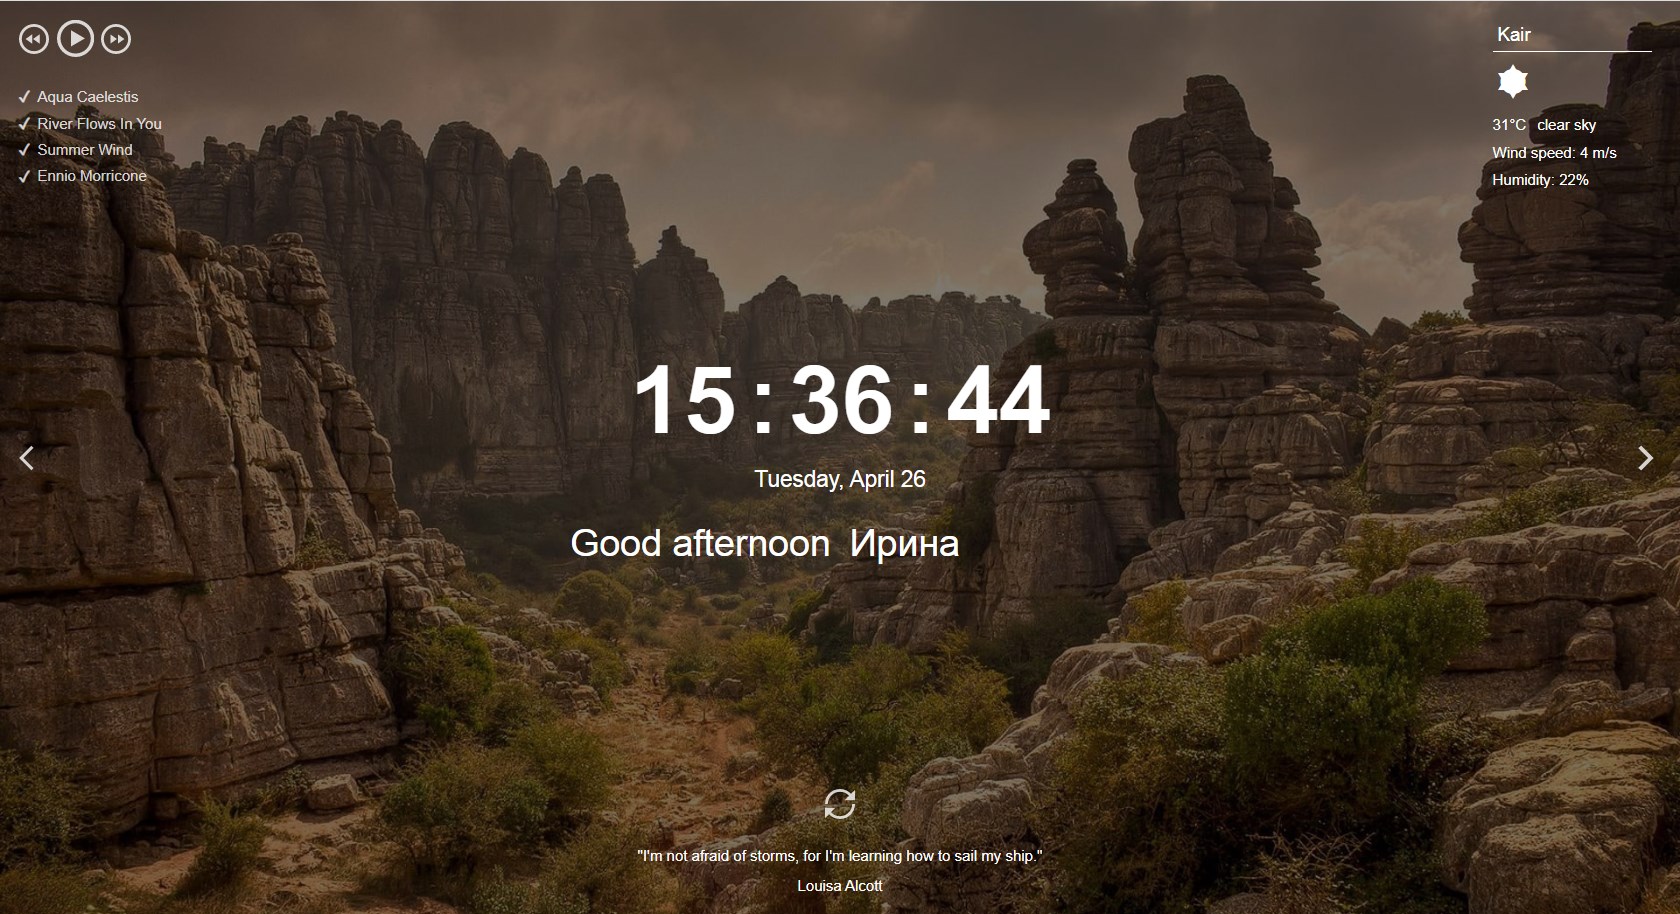 Aqua Caelestis
River Flows In You
Summer Wind
Ennio Morricone
Kair
31°C clear sky
Wind speed: 4 m/s
Humidity: 22%
15:36:44
Tuesday, April 26
Good afternoon Ирина
"I'm not afraid of storms, for I'm learning how to sail my ship."
Louisa Alcott